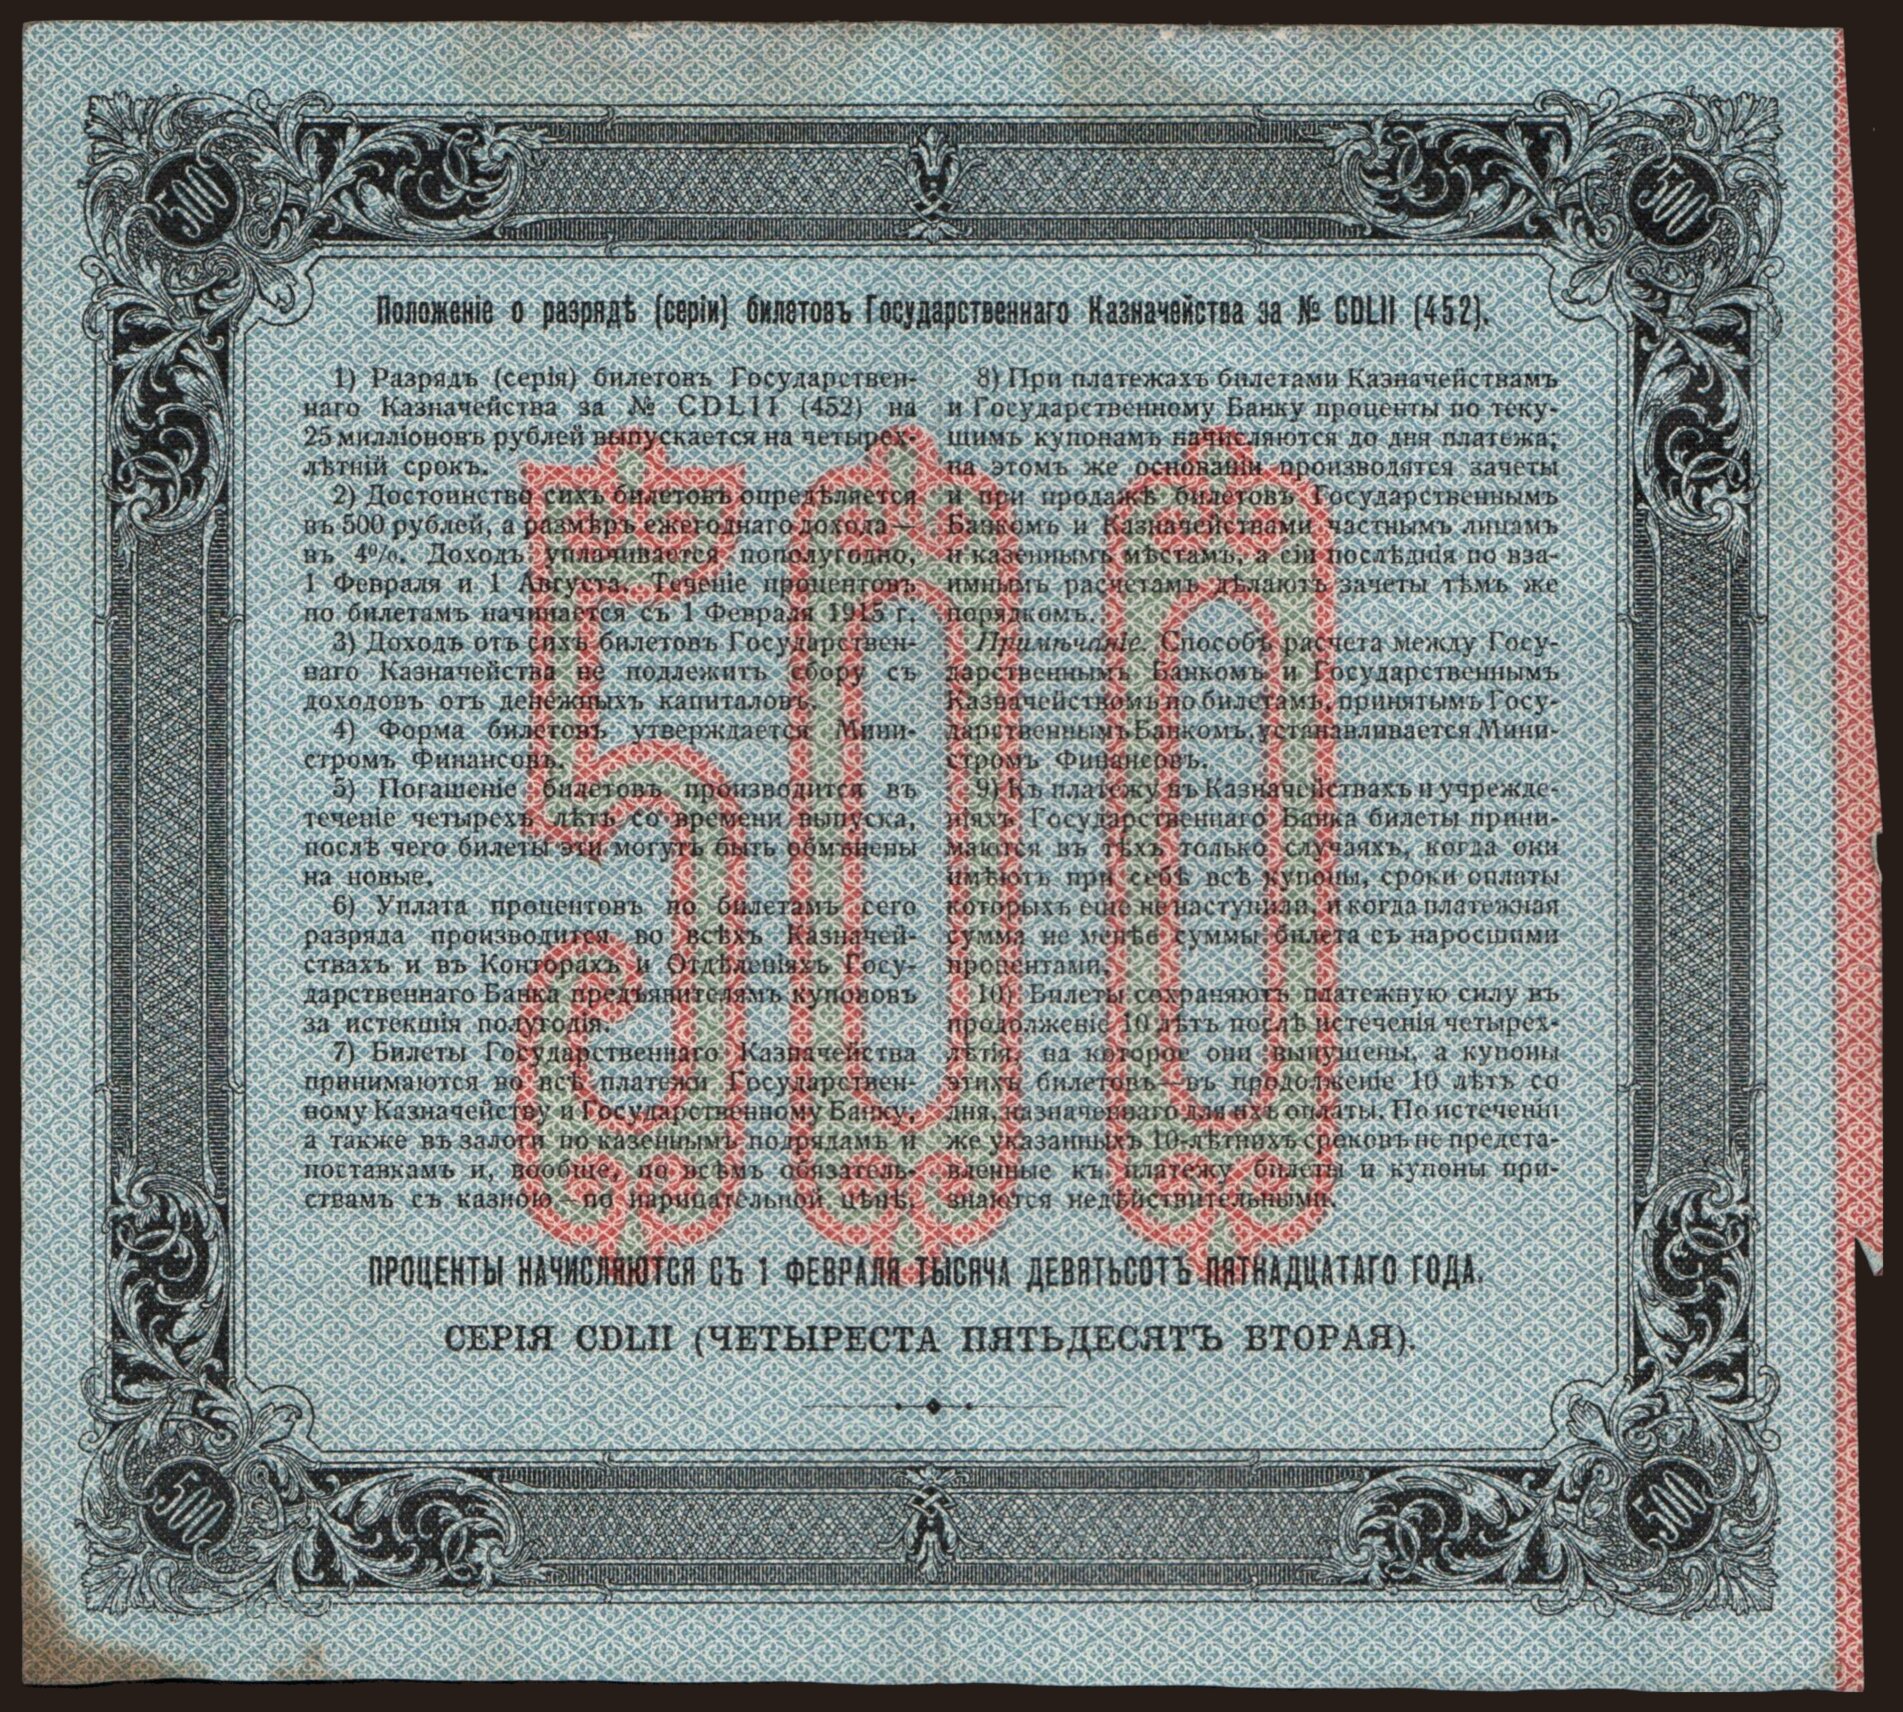 500
500
Положеніе о разрядѣ (серіи) билетовъ Государственнаго Казначейства за № CDLII (452).
1) Разрядъ (серія) билетовъ Государствен-
наго Казначейства за № CDLII (452) на
25 милліоновъ рублей выпускается на четырех-
лѣтній срокъ.
2) Достоинство сихъ билетовъ опредѣляется
въ 500 рублей, а размѣръ ежегоднаго дохода —
въ 4%. Доходъ уплачивается пополугодно,
1 Февраля и 1 Августа. Теченіе процентовъ
по билетамъ начинается съ 1 Февраля 1915 г.
3) Доходъ отъ сихъ билетовъ Государствен-
наго Казначейства не подлежитъ сбору съ
доходовъ отъ денежныхъ капиталовъ.
4) Форма билетовъ утверждается Мини-
стромъ Финансовъ.
5) Погашеніе билетовъ производится въ
теченіе четырехъ лѣтъ со времени выпуска,
послѣ чего билеты эти могутъ быть обмѣнены
на новые.
6) Уплата процентовъ по билетамъ сего
разряда производится во всѣхъ Казначей-
ствахъ и въ Конторахъ и Отдѣленіяхъ Госу-
дарственнаго Банка предъявителямъ купоновъ
за истекшія полугодія.
7) Билеты Государственнаго Казначейства
принимаются во всѣ платежи Государствен-
ному Казначейству и Государственному Банку,
а также въ залоги по казеннымъ подрядамъ и
поставкамъ и, вообще, по всѣмъ обязатель-
ствамъ съ казною — по нарицательной цѣнѣ.
8) При платежахъ билетами Казначействамъ
и Государственному Банку проценты по теку-
щимъ купонамъ начисляются до дня платежа;
на этомъ же основаніи производятся зачеты
и при продажѣ билетовъ Государственнымъ
Банкомъ и Казначействами частнымъ лицамъ
и казеннымъ мѣстамъ, а сіи послѣднія по вза-
имнымъ расчетамъ дѣлаютъ зачеты тѣмъ же
порядкомъ.
Примѣчаніе. Способъ расчета между Госу-
дарственнымъ Банкомъ и Государственнымъ
Казначействомъ по билетамъ, принятымъ Госу-
дарственнымъ Банкомъ, устанавливается Мини-
стромъ Финансовъ.
9) Къ платежу въ Казначействахъ и учрежде-
ніяхъ Государственнаго Банка билеты прини-
маются въ тѣхъ только случаяхъ, когда они
имѣютъ при себѣ всѣ купоны, сроки оплаты
которыхъ еще не наступили, и когда платежная
сумма не менѣе суммы билета съ наросшими
процентами.
10) Билеты сохраняютъ платежную силу въ
продолженіе 10 лѣтъ послѣ истеченія четырех-
лѣтія, на которое они выпущены, а купоны
этихъ билетовъ — въ продолженіе 10 лѣтъ со
дня, назначеннаго для ихъ оплаты. По истеченіи
же указанныхъ 10-лѣтнихъ сроковъ не предста-
вленные къ платежу билеты и купоны при-
знаются недѣйствительными.
500
ПРОЦЕНТЫ НАЧИСЛЯЮТСЯ СЪ 1 ФЕВРАЛЯ ТЫСЯЧА ДЕВЯТЬСОТЪ ПЯТНАДЦАТАГО ГОДА.
СЕРІЯ CDLII (ЧЕТЫРЕСТА ПЯТЬДЕСЯТЪ ВТОРАЯ).
500
500